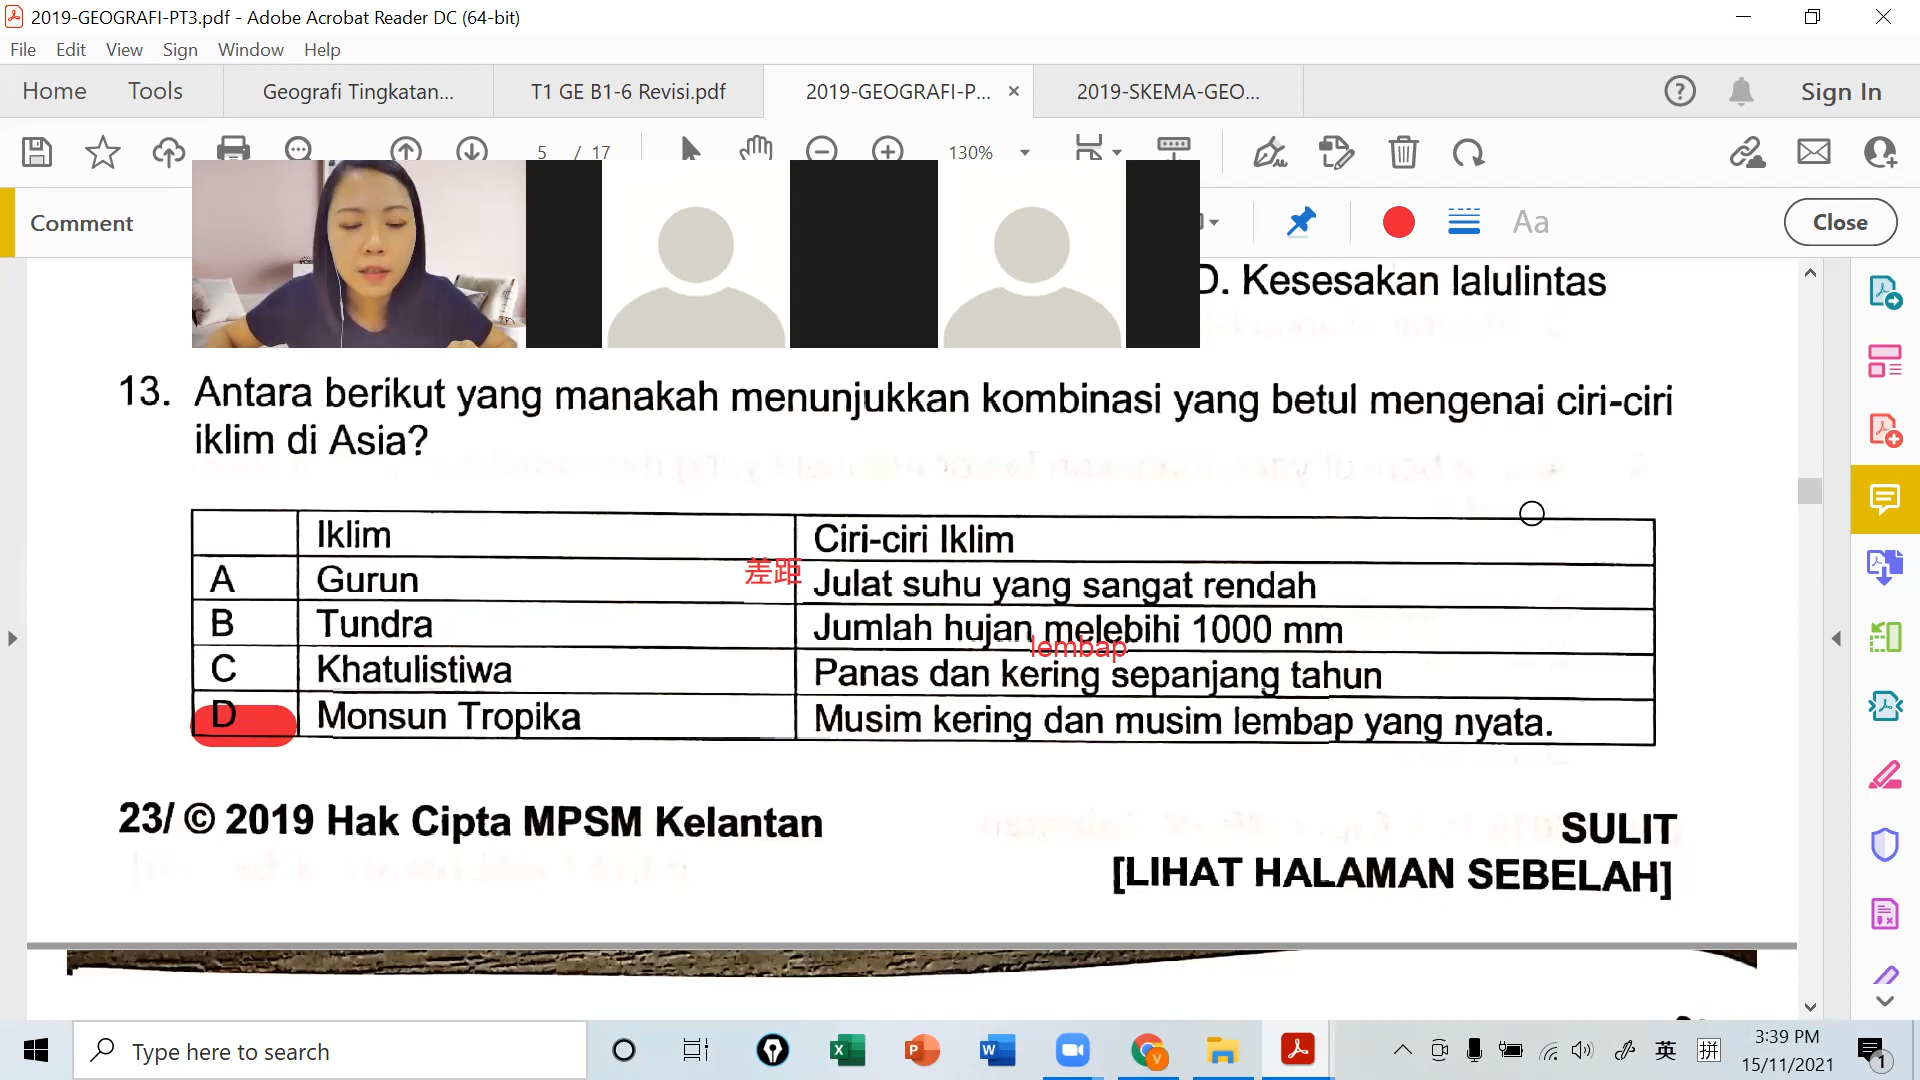 2019-GEOGRAFI-PT3.pdf - Adobe Acrobat Reader DC (64-bit)
File Edit View Sign Window Help
Home Tools Geografi Tingkatan... T1 GE B1-6 Revisi.pdf 2019-GEOGRAFI-P... × 2019-SKEMA-GEO... Sign In
5 / 17 130%
Comment Aa Close
D. Kesesakan lalulintas
13. Antara berikut yang manakah menunjukkan kombinasi yang betul mengenai ciri-ciri
iklim di Asia?
Iklim Ciri-ciri Iklim
差距
A Gurun Julat suhu yang sangat rendah
B Tundra Jumlah hujan melebihi 1000 mm
lembap
C Khatulistiwa Panas dan kering sepanjang tahun
D Monsun Tropika Musim kering dan musim lembap yang nyata.
23/ © 2019 Hak Cipta MPSM Kelantan SULIT
[LIHAT HALAMAN SEBELAH]
Type here to search
英 拼
3:39 PM
15/11/2021
1